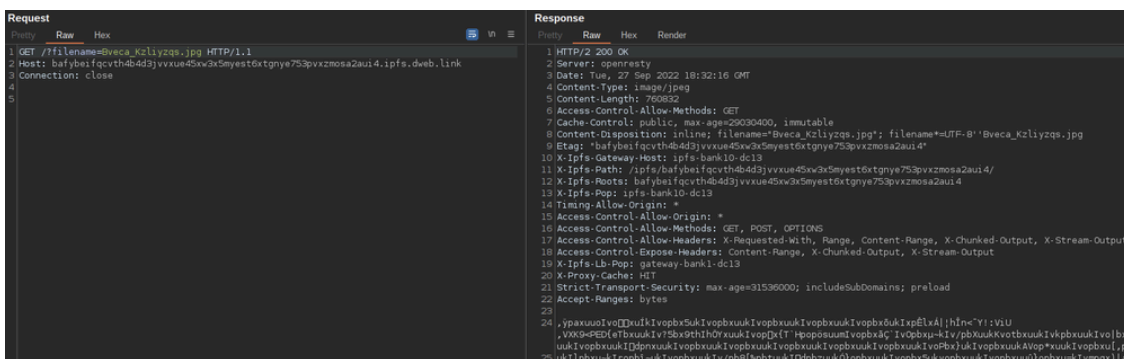 Request
Pretty Raw Hex
\n
1 GET /?filename=Bveca_Kzliyzqs.jpg HTTP/1.1
2 Host: bafybeifqcvth4b4d3jvvxue45xw3x5myest6xtgnye753pvxzmosa2aui4.ipfs.dweb.link
3 Connection: close
4
5
Response
Pretty Raw Hex Render
1 HTTP/2 200 OK
2 Server: openresty
3 Date: Tue, 27 Sep 2022 18:32:16 GMT
4 Content-Type: image/jpeg
5 Content-Length: 760832
6 Access-Control-Allow-Methods: GET
7 Cache-Control: public, max-age=29030400, immutable
8 Content-Disposition: inline; filename="Bveca_Kzliyzqs.jpg"; filename*=UTF-8''Bveca_Kzliyzqs.jpg
9 Etag: "bafybeifqcvth4b4d3jvvxue45xw3x5myest6xtgnye753pvxzmosa2aui4"
10 X-Ipfs-Gateway-Host: ipfs-bank10-dc13
11 X-Ipfs-Path: /ipfs/bafybeifqcvth4b4d3jvvxue45xw3x5myest6xtgnye753pvxzmosa2aui4/
12 X-Ipfs-Roots: bafybeifqcvth4b4d3jvvxue45xw3x5myest6xtgnye753pvxzmosa2aui4
13 X-Ipfs-Pop: ipfs-bank10-dc13
14 Timing-Allow-Origin: *
15 Access-Control-Allow-Origin: *
16 Access-Control-Allow-Methods: GET, POST, OPTIONS
17 Access-Control-Allow-Headers: X-Requested-With, Range, Content-Range, X-Chunked-Output, X-Stream-Output
18 Access-Control-Expose-Headers: Content-Range, X-Chunked-Output, X-Stream-Output
19 X-Ipfs-Lb-Pop: gateway-bank1-dc13
20 X-Proxy-Cache: HIT
21 Strict-Transport-Security: max-age=31536000; includeSubDomains; preload
22 Accept-Ranges: bytes
23
24
25